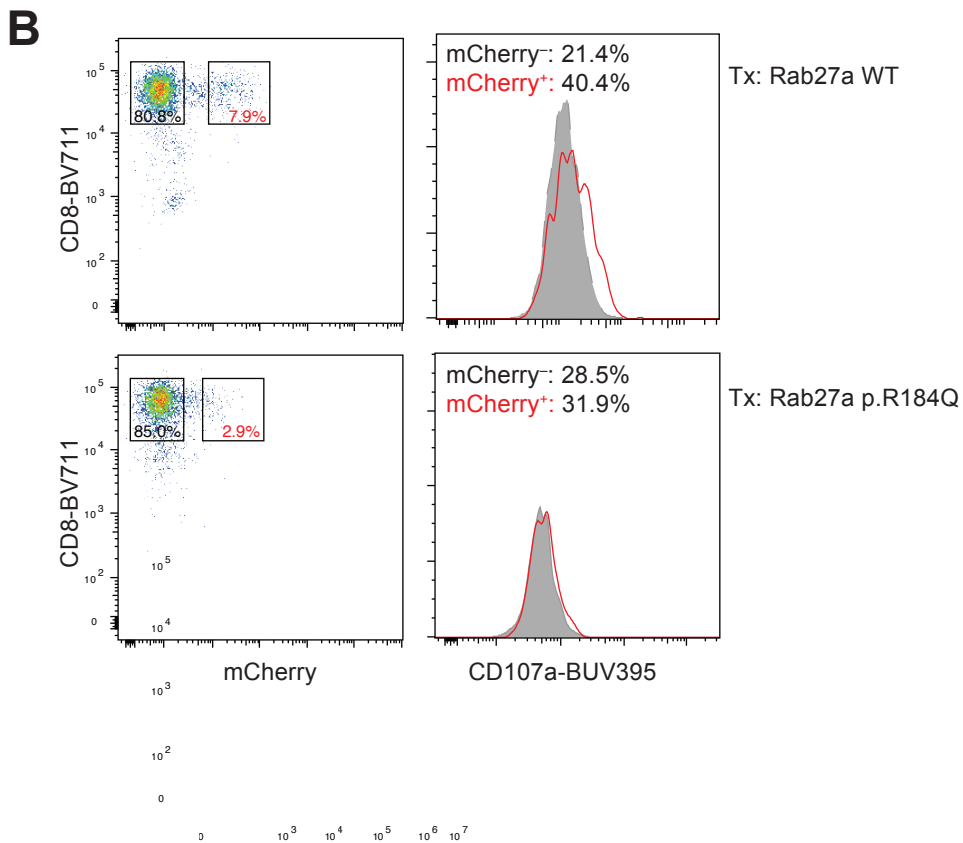 B
mCherry⁻: 21.4%
mCherry⁺: 40.4%
Tx: Rab27a WT
10⁵
10⁴
10³
10²
0
CD8-BV711
80.8%
7.9%
mCherry⁻: 28.5%
mCherry⁺: 31.9%
Tx: Rab27a p.R184Q
10⁵
10⁴
10³
10²
0
CD8-BV711
85.0%
2.9%
mCherry
CD107a-BUV395
10⁵
10⁴
10³
10²
0
0 10³ 10⁴ 10⁵ 10⁶ 10⁷